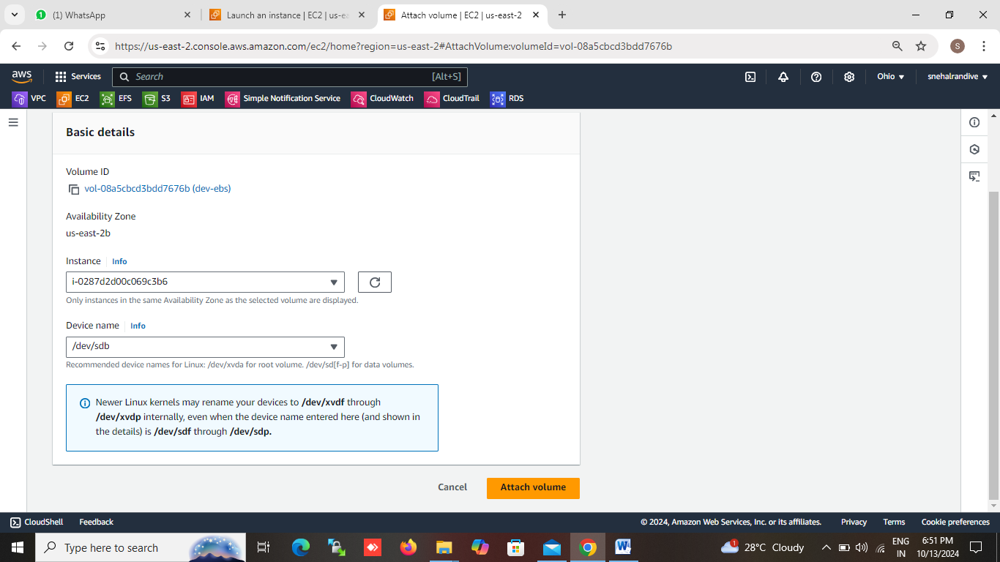 (1) WhatsApp
Launch an instance | EC2 | us-ea
Attach volume | EC2 | us-east-2
https://us-east-2.console.aws.amazon.com/ec2/home?region=us-east-2#AttachVolume:volumeId=vol-08a5cbcd3bdd7676b
S
aws
Services
Search
[Alt+S]
Ohio
snehalrandive
VPC
EC2
EFS
S3
IAM
Simple Notification Service
CloudWatch
CloudTrail
RDS
Basic details
Volume ID
vol-08a5cbcd3bdd7676b (dev-ebs)
Availability Zone
us-east-2b
Instance
Info
i-0287d2d00c069c3b6
Only instances in the same Availability Zone as the selected volume are displayed.
Device name
Info
/dev/sdb
Recommended device names for Linux: /dev/xvda for root volume. /dev/sd[f-p] for data volumes.
Newer Linux kernels may rename your devices to /dev/xvdf through
/dev/xvdp internally, even when the device name entered here (and shown in
the details) is /dev/sdf through /dev/sdp.
Cancel
Attach volume
CloudShell
Feedback
© 2024, Amazon Web Services, Inc. or its affiliates.
Privacy
Terms
Cookie preferences
Type here to search
1
28°C Cloudy
ENG
IN
6:51 PM
10/13/2024